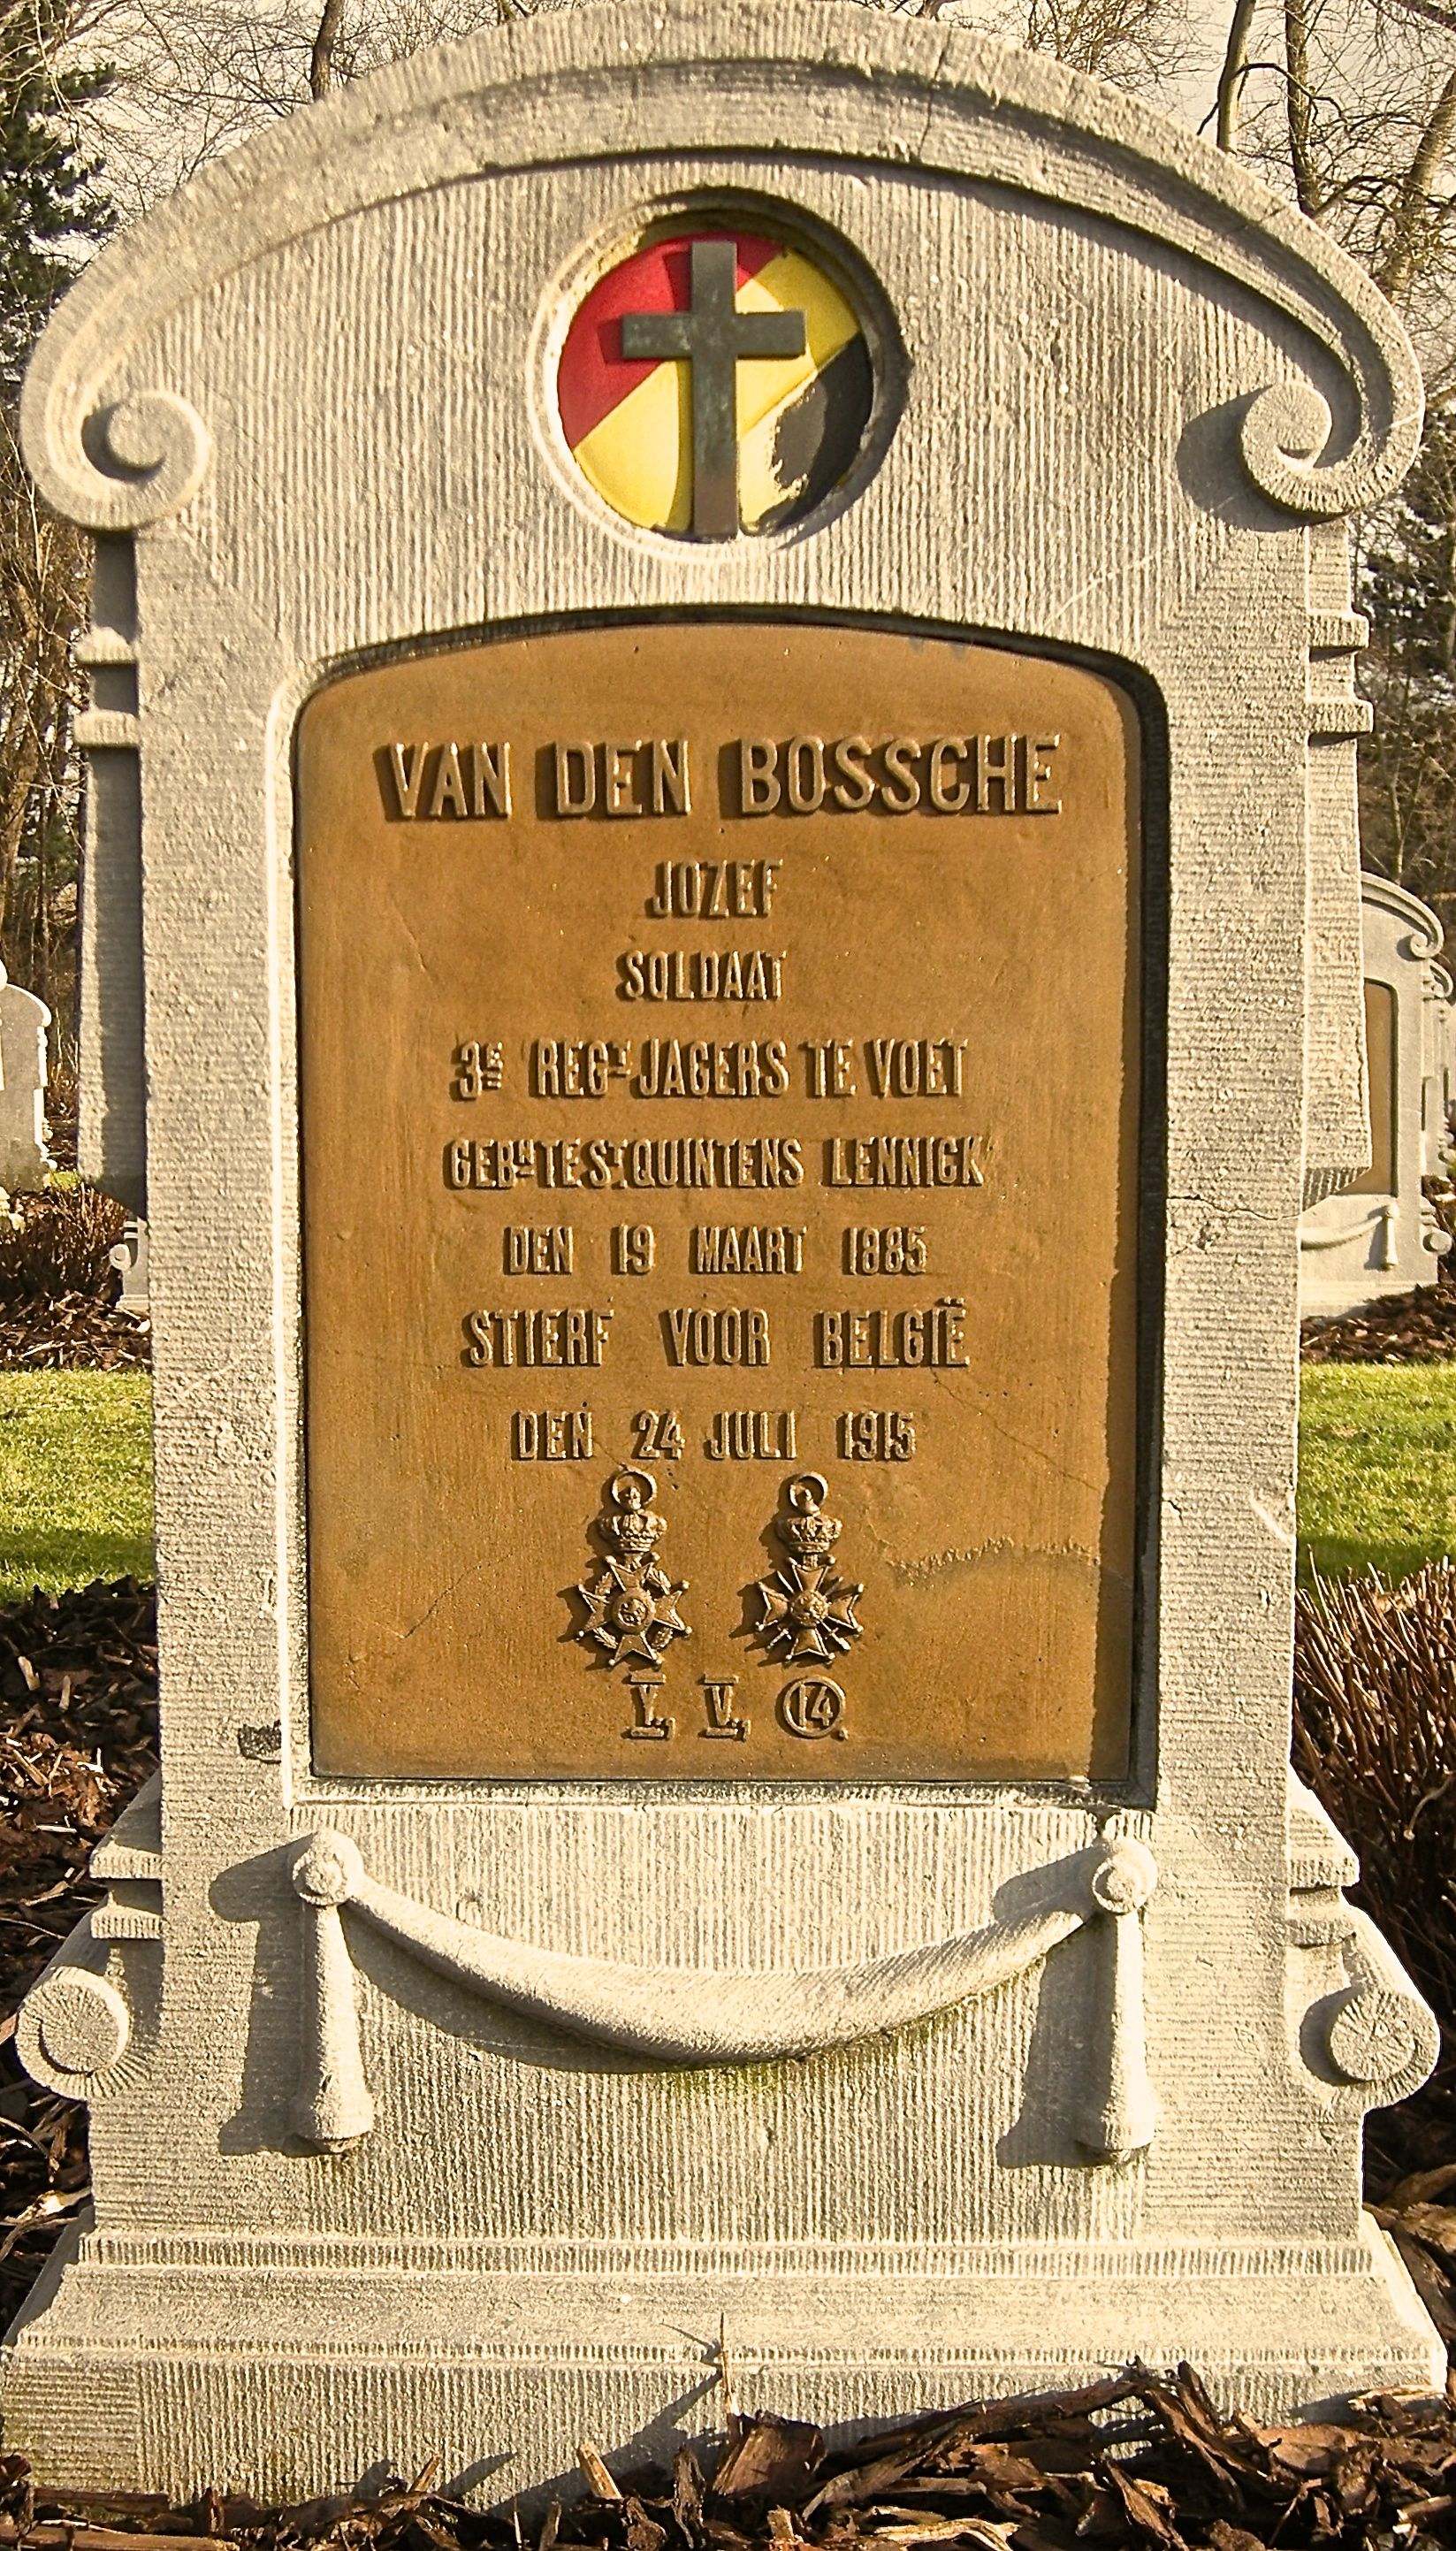 VAN DEN BOSSCHE
JOZEF
SOLDAAT
3E REGT JAGERS TE VOET
GEBN TE ST. QUINTENS LENNICK
DEN 19 MAART 1885
STIERF VOOR BELGIË
DEN 24 JULI 1915
Y, V, 14